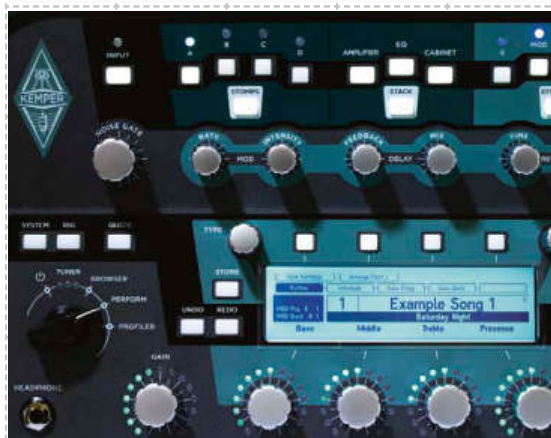 KEMPER
INPUT
A
B
C
D
AMPLIFIER
EQ
CABINET
X
MOD
STOMPS
STACK
NOISE GATE
RATE
INTENSITY
FEEDBACK
MIX
TIME
MOD
DELAY
SYSTEM
RIG
QUICK
TYPE
STORE
UNDO
REDO
TUNER
BROWSER
PERFORM
PROFILER
1 Example Song 1
Saturday Night
Bass Middle Treble Presence
GAIN
HEADPHONE